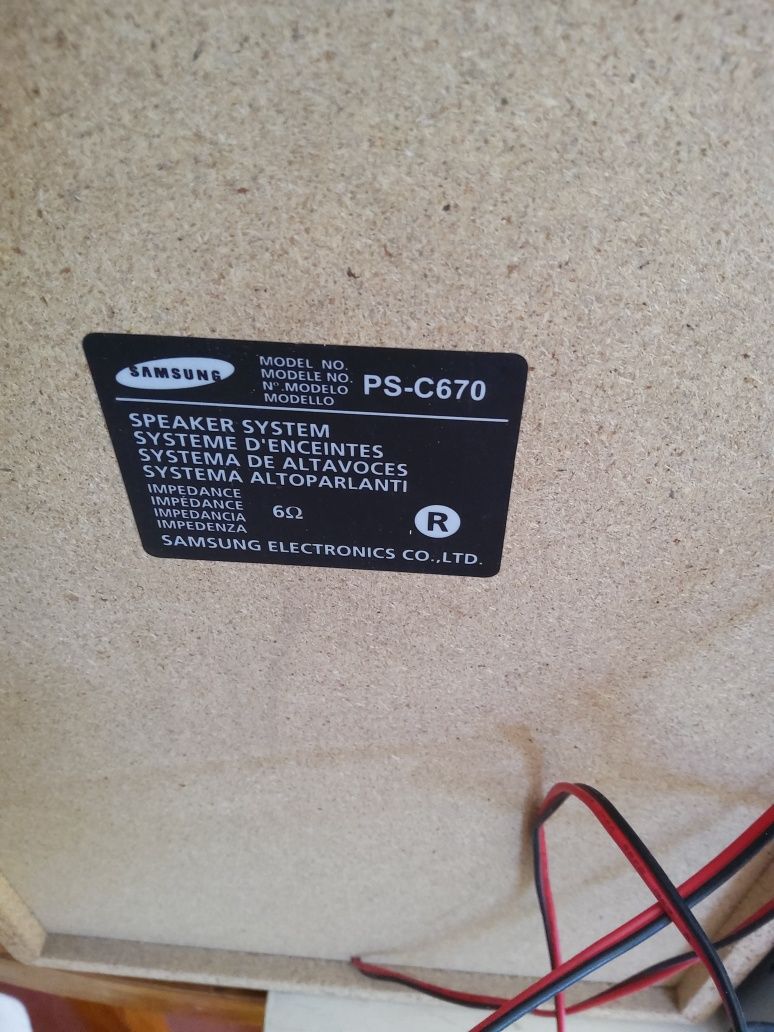 SAMSUNG
MODEL NO.
MODELE NO.
Nº.MODELO
MODELLO
PS-C670
SPEAKER SYSTEM
SYSTEME D'ENCEINTES
SYSTEMA DE ALTAVOCES
SYSTEMA ALTOPARLANTI
IMPEDANCE
IMPÉDANCE
IMPEDANCIA
IMPEDENZA
6Ω
R
SAMSUNG ELECTRONICS CO.,LTD.